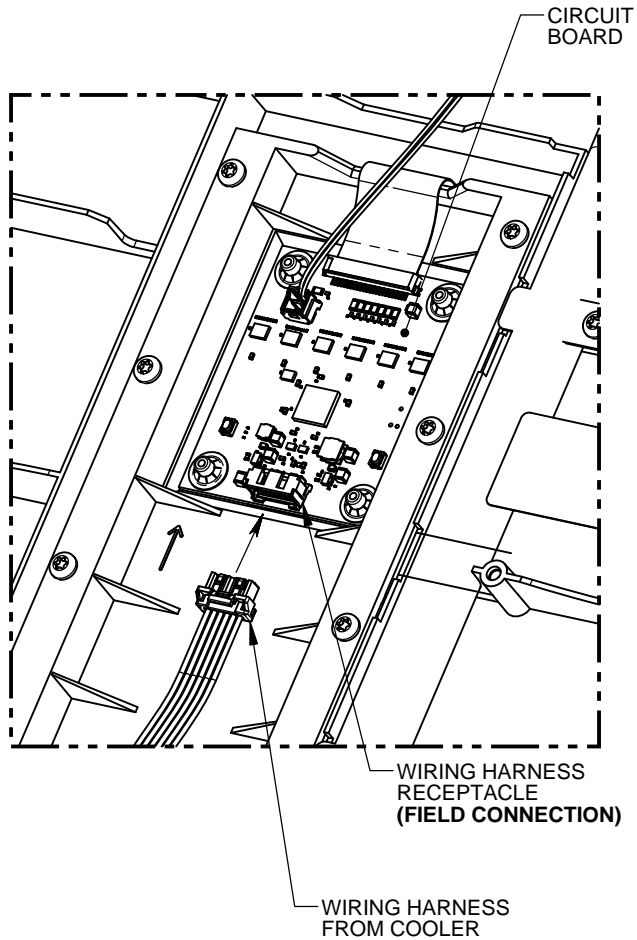 CIRCUIT
BOARD
WIRING HARNESS
RECEPTACLE
(FIELD CONNECTION)
WIRING HARNESS
FROM COOLER